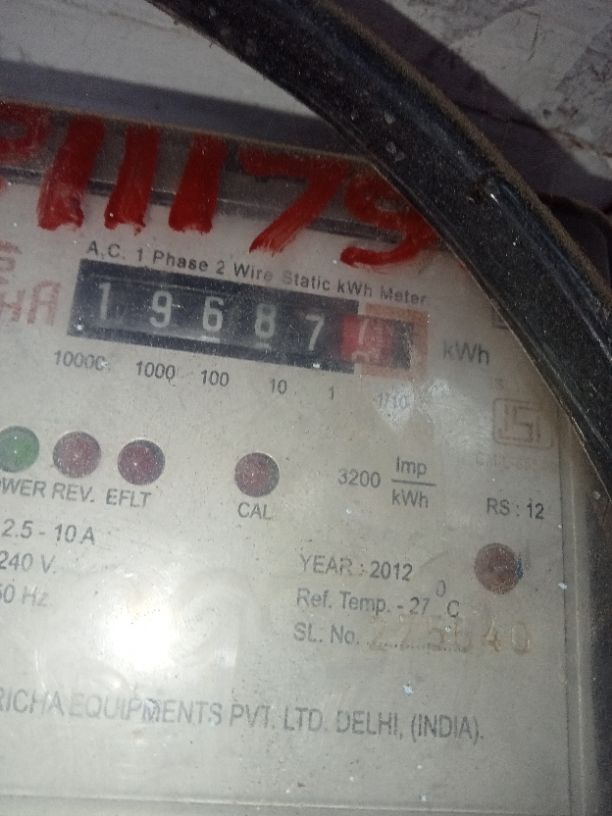 11179
A.C. 1 Phase 2 Wire Static kWh Meter
1 9 6 8 7 kWh
10000 1000 100 10 1 1/10
3200 Imp/kWh
OWER REV. EFLT CAL
RS : 12
2.5 - 10 A
240 V.
50 Hz
YEAR : 2012
Ref. Temp. - 27 °C
SL. No.
RICHA EQUIPMENTS PVT. LTD. DELHI, (INDIA).